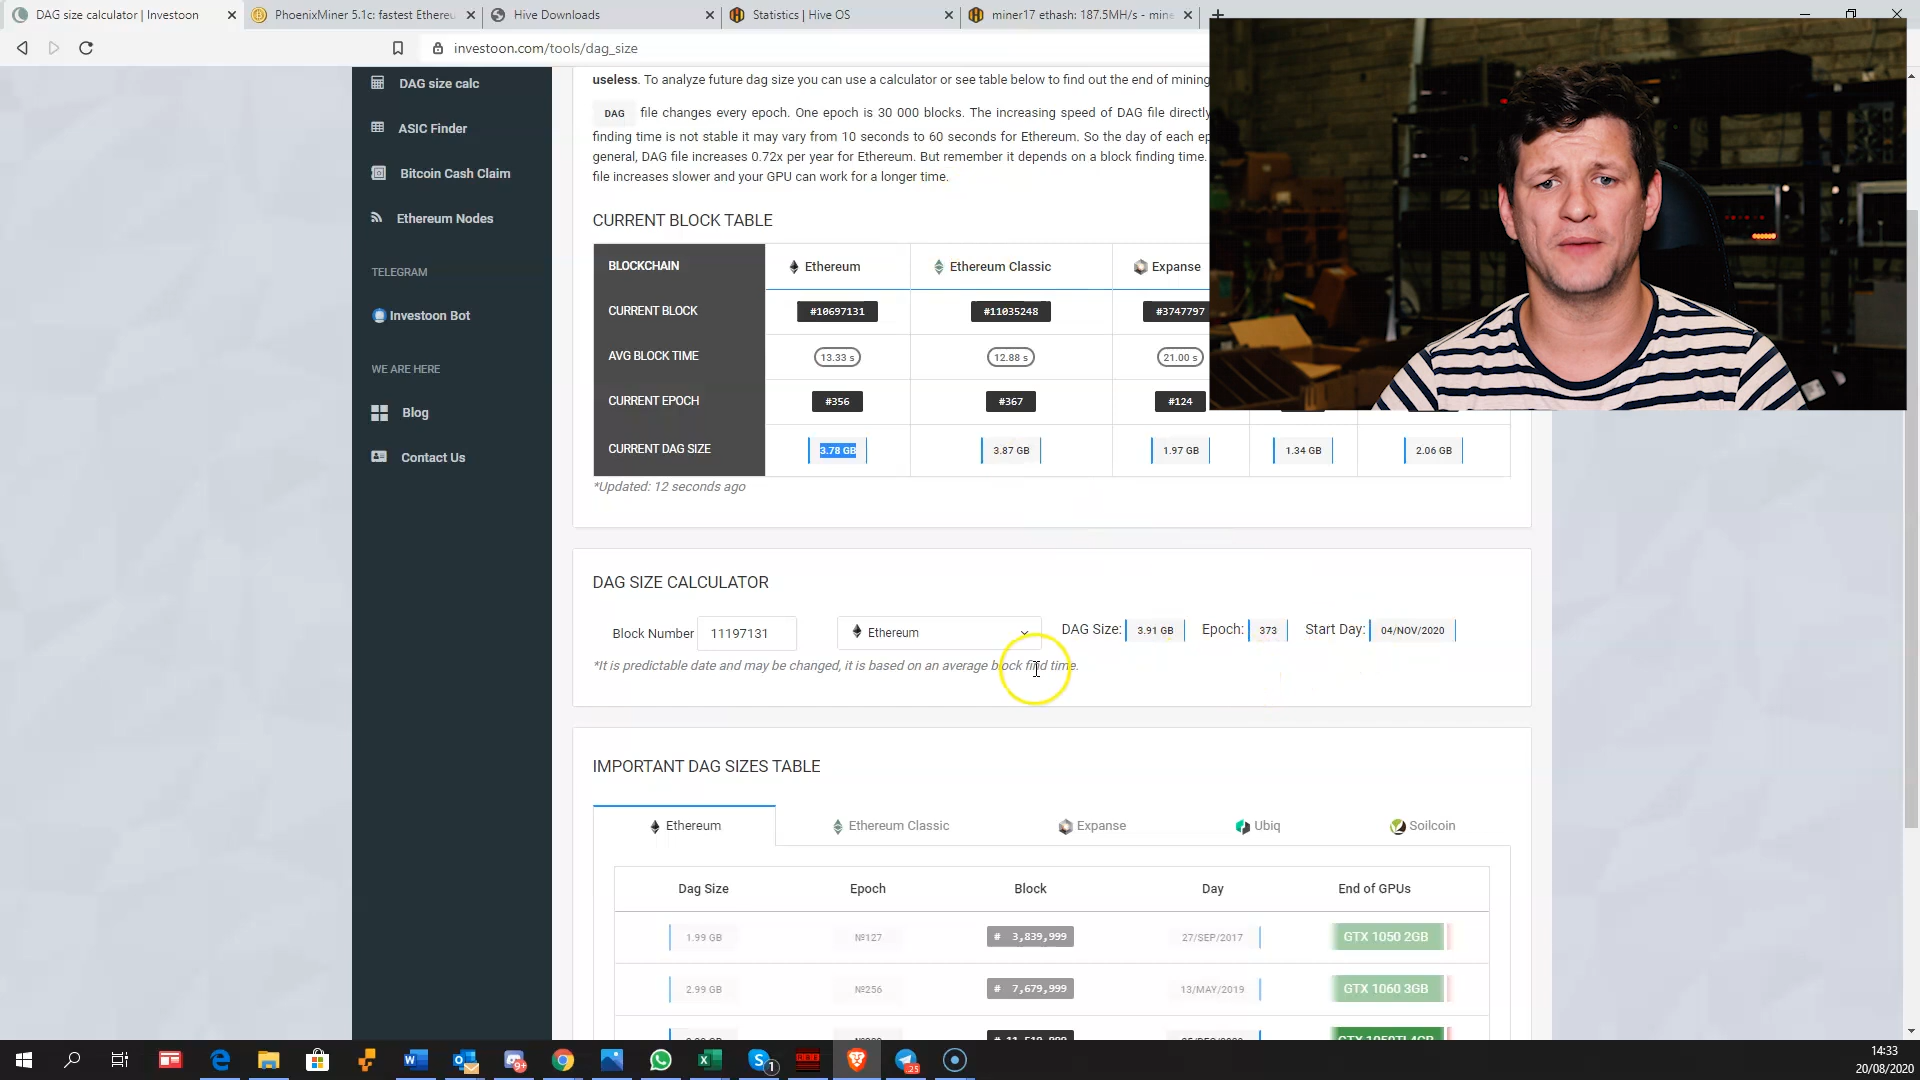 DAG size calculator | Investoon
PhoenixMiner 5.1c: fastest Ethereu
Hive Downloads
Statistics | Hive OS
miner17 ethash: 187.5MH/s - mine
investoon.com/tools/dag_size
DAG size calc
ASIC Finder
Bitcoin Cash Claim
Ethereum Nodes
TELEGRAM
Investoon Bot
WE ARE HERE
Blog
Contact Us
useless. To analyze future dag size you can use a calculator or see table below to find out the end of mining
DAG file changes every epoch. One epoch is 30 000 blocks. The increasing speed of DAG file directly
finding time is not stable it may vary from 10 seconds to 60 seconds for Ethereum. So the day of each ep
general, DAG file increases 0.72x per year for Ethereum. But remember it depends on a block finding time.
file increases slower and your GPU can work for a longer time.
CURRENT BLOCK TABLE
BLOCKCHAIN Ethereum Ethereum Classic Expanse
CURRENT BLOCK #10697131 #11035248 #3747797
AVG BLOCK TIME 13.33 s 12.88 s 21.00 s
CURRENT EPOCH #356 #367 #124
CURRENT DAG SIZE 3.78 GB 3.87 GB 1.97 GB 1.34 GB 2.06 GB
*Updated: 12 seconds ago
DAG SIZE CALCULATOR
Block Number 11197131 Ethereum DAG Size: 3.91 GB Epoch: 373 Start Day: 04/NOV/2020
*It is predictable date and may be changed, it is based on an average block find time.
IMPORTANT DAG SIZES TABLE
Ethereum Ethereum Classic Expanse Ubiq Soilcoin
Dag Size Epoch Block Day End of GPUs
1.99 GB №127 # 3,839,999 27/SEP/2017 GTX 1050 2GB
2.99 GB №256 # 7,679,999 13/MAY/2019 GTX 1060 3GB
14:33
20/08/2020